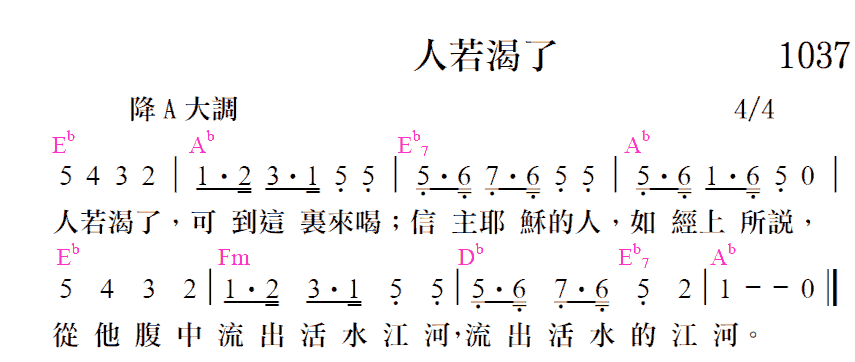 人若渴了 1037
降 A 大調 4/4
E♭ A♭ E♭7 A♭
5 4 3 2 | 1·2 3·1 5 5 | 5·6 7·6 5 5 | 5·6 1·6 5 0 |
人若渴了，可 到這 裏來喝；信 主耶 穌的人，如 經上 所説，
E♭ Fm D♭ E♭7 A♭
5 4 3 2 | 1·2 3·1 5 5 | 5·6 7·6 5 2 | 1 - - 0 ‖
從 他 腹 中 流 出 活 水 江 河，流 出 活 水 的 江 河。